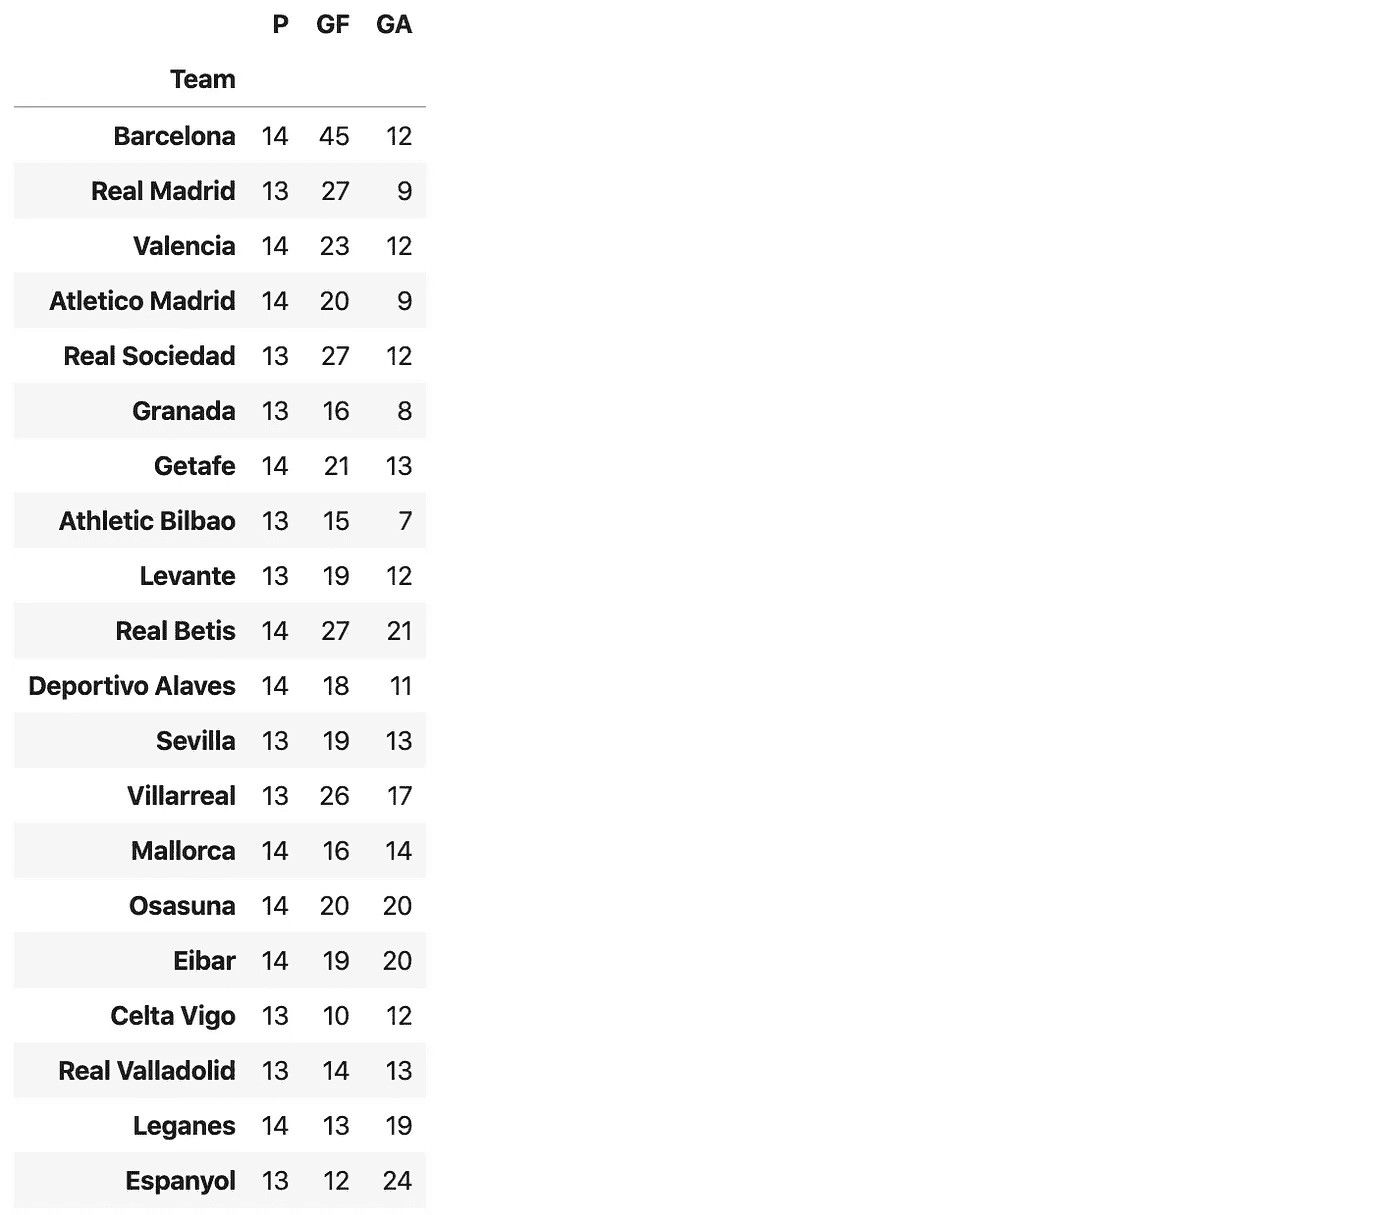 P GF GA
Team
Barcelona 14 45 12
Real Madrid 13 27 9
Valencia 14 23 12
Atletico Madrid 14 20 9
Real Sociedad 13 27 12
Granada 13 16 8
Getafe 14 21 13
Athletic Bilbao 13 15 7
Levante 13 19 12
Real Betis 14 27 21
Deportivo Alaves 14 18 11
Sevilla 13 19 13
Villarreal 13 26 17
Mallorca 14 16 14
Osasuna 14 20 20
Eibar 14 19 20
Celta Vigo 13 10 12
Real Valladolid 13 14 13
Leganes 14 13 19
Espanyol 13 12 24